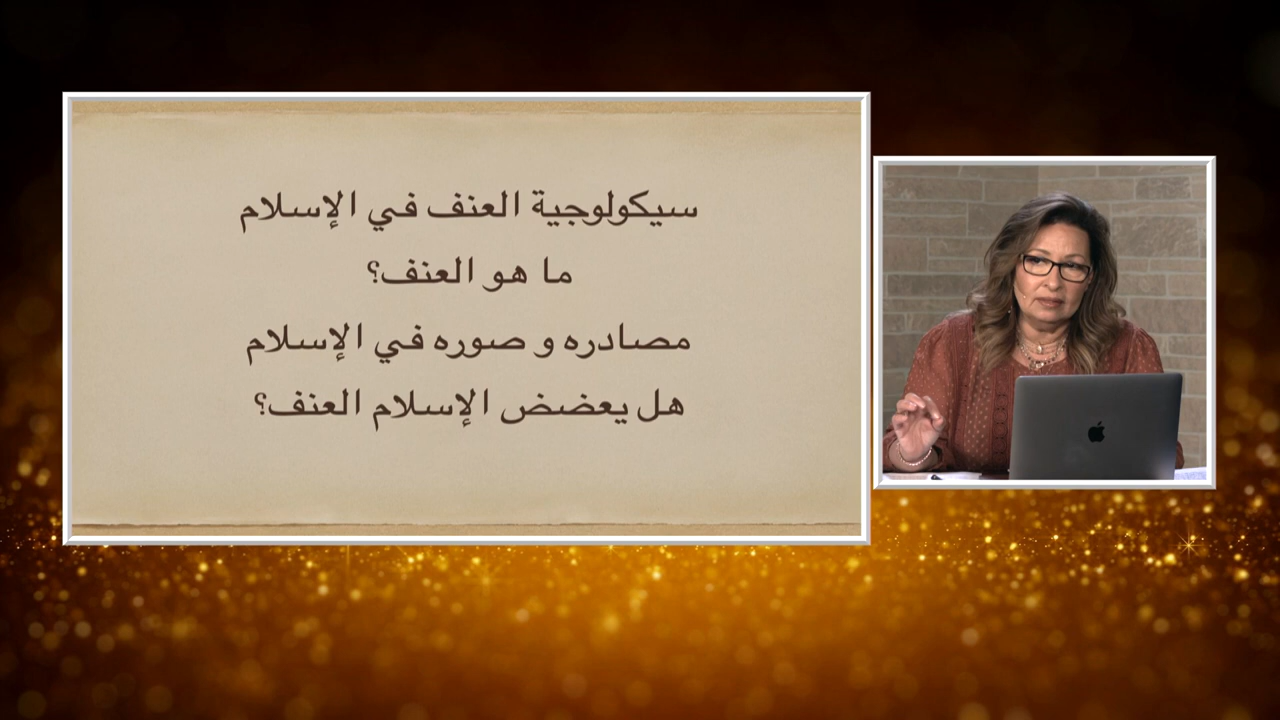 سيكولوجية العنف في الإسلام
ما هو العنف؟
مصادره و صوره في الإسلام
هل يعضض الإسلام العنف؟